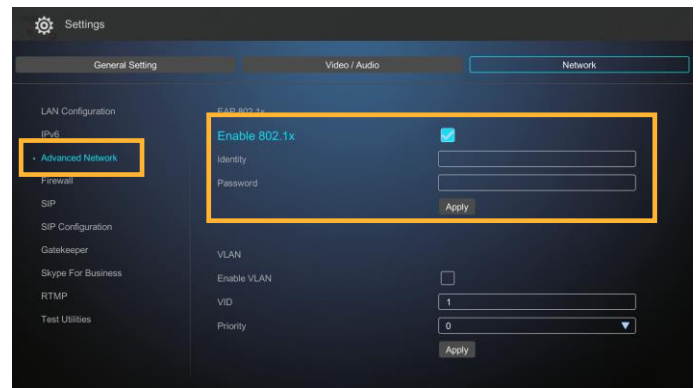 Settings
General Setting
Video / Audio
Network
LAN Configuration
EAP 802.1x
IPv6
Enable 802.1x
Advanced Network
Identity
Firewall
Password
SIP
Apply
SIP Configuration
Gatekeeper
VLAN
Skype For Business
Enable VLAN
RTMP
VID
1
Test Utilities
Priority
0
Apply